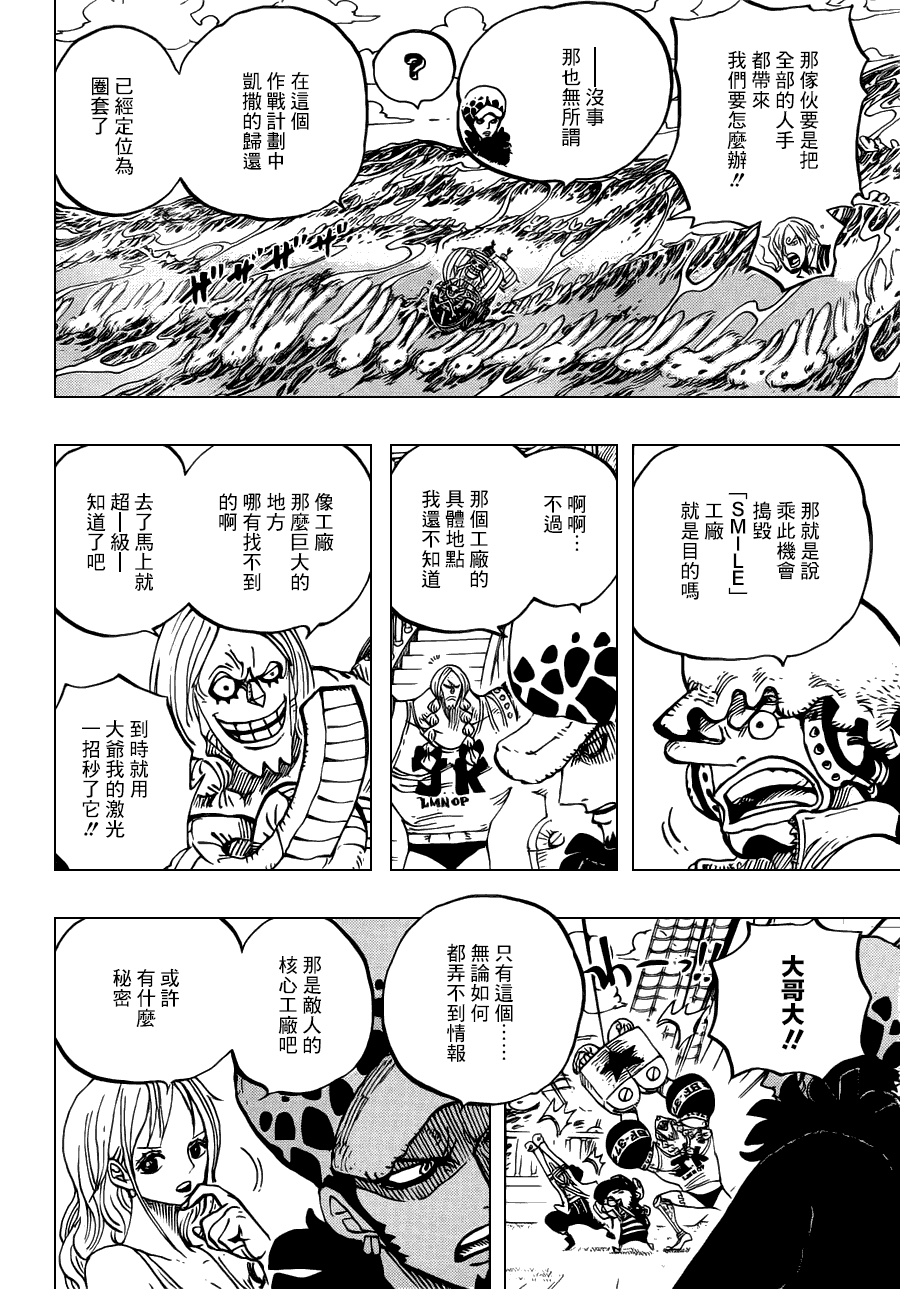 那傢伙要是把
全部的人手
都帶來
我們要怎麼辦!!
——沒事
那也無所謂
?
在這個
作戰計劃中
凱撒的歸還
已經定位為
圈套了
ザザザザザ
那就是說
乘此機會
搗毀
「SMILE」
工廠
就是目的嗎
啊啊…
不過
那個工廠的
具體地點
我還不知道
JK
LMNOP
像工廠
那麼巨大的
地方
哪有找不到
的啊
去了馬上就
超—級—
知道了吧
到時就用
大爺我的激光
一招秒了它!!
大哥大!!
BF-38
只有這個……
無論如何
都弄不到情報
那是敵人的
核心工廠吧
或許
有什麼
秘密